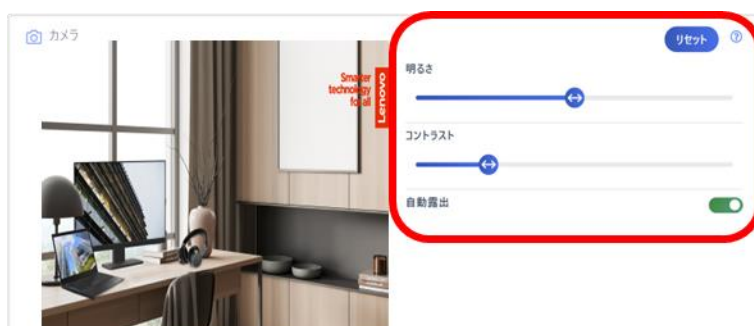 カメラ
Smarter
technology
for all
Lenovo
リセット
明るさ
コントラスト
自動露出